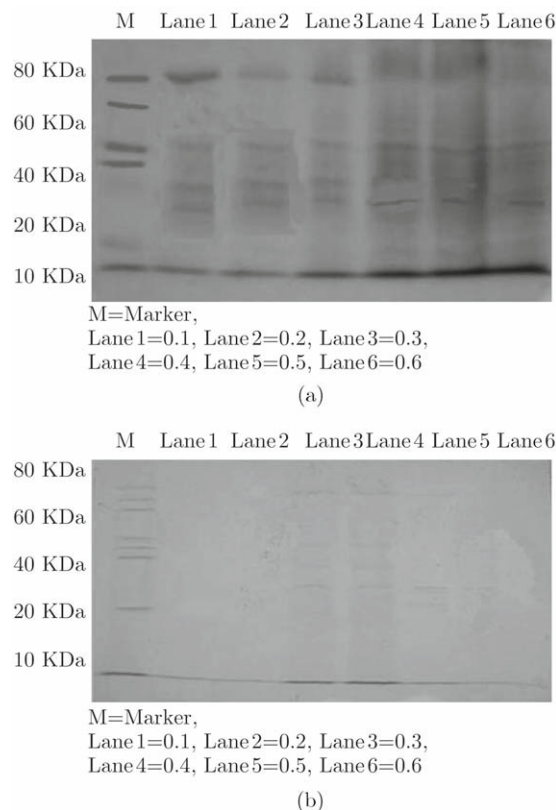 M Lane 1 Lane 2 Lane 3 Lane 4 Lane 5 Lane 6
80 KDa
60 KDa
40 KDa
20 KDa
10 KDa
M=Marker,
Lane 1=0.1, Lane 2=0.2, Lane 3=0.3,
Lane 4=0.4, Lane 5=0.5, Lane 6=0.6
(a)
M Lane 1 Lane 2 Lane 3 Lane 4 Lane 5 Lane 6
80 KDa
60 KDa
40 KDa
20 KDa
10 KDa
M=Marker,
Lane 1=0.1, Lane 2=0.2, Lane 3=0.3,
Lane 4=0.4, Lane 5=0.5, Lane 6=0.6
(b)